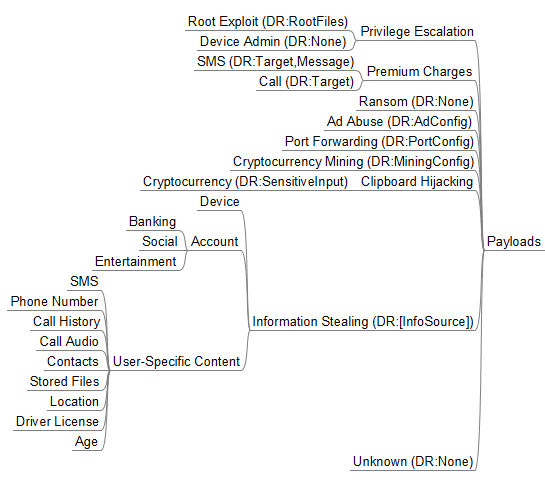 Root Exploit (DR:RootFiles)
Privilege Escalation
Device Admin (DR:None)
SMS (DR:Target,Message)
Premium Charges
Call (DR:Target)
Ransom (DR:None)
Ad Abuse (DR:AdConfig)
Port Forwarding (DR:PortConfig)
Cryptocurrency Mining (DR:MiningConfig)
Cryptocurrency (DR:SensitiveInput) Clipboard Hijacking
Device
Banking
Social
Account
Payloads
Entertainment
SMS
Phone Number
Call History
Information Stealing (DR:[InfoSource])
Call Audio
Contacts
User-Specific Content
Stored Files
Location
Driver License
Age
Unknown (DR:None)